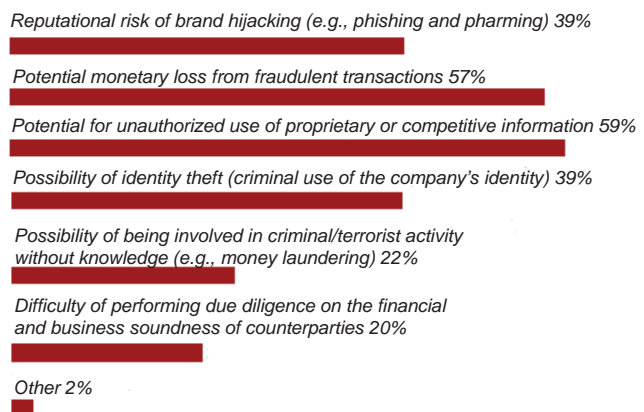 Reputational risk of brand hijacking (e.g., phishing and pharming) 39%
Potential monetary loss from fraudulent transactions 57%
Potential for unauthorized use of proprietary or competitive information 59%
Possibility of identity theft (criminal use of the company's identity) 39%
Possibility of being involved in criminal/terrorist activity
without knowledge (e.g., money laundering) 22%
Difficulty of performing due diligence on the financial
and business soundness of counterparties 20%
Other 2%